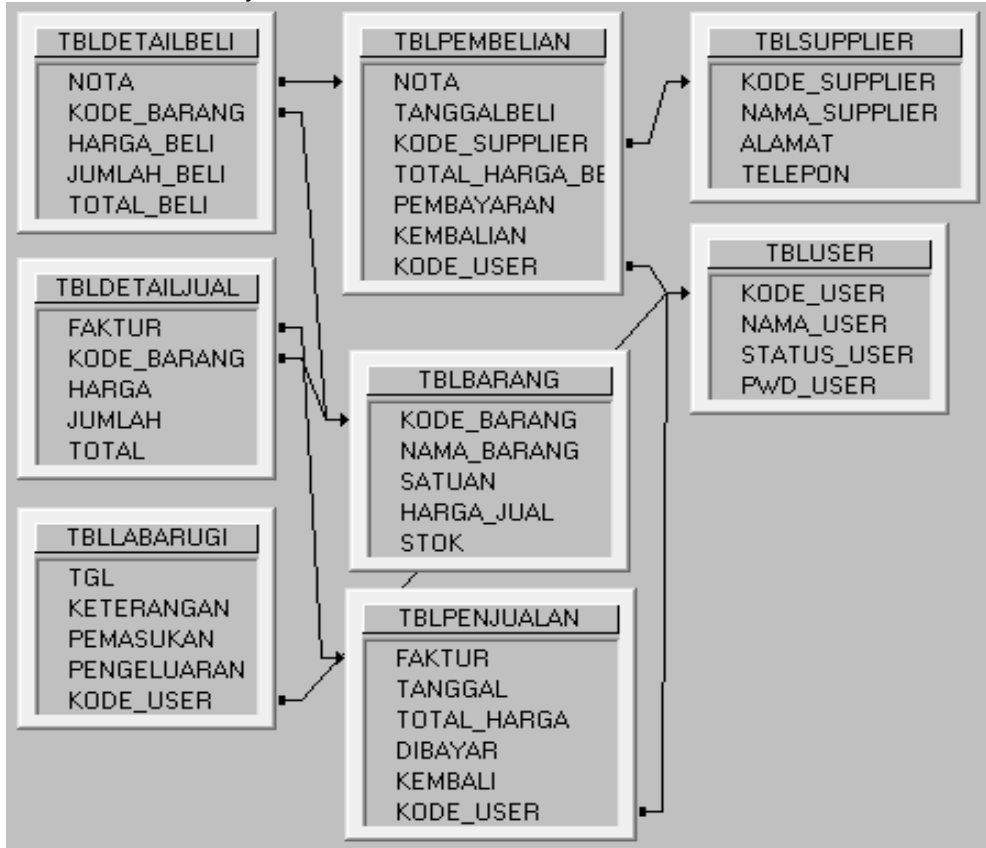 TBLDETAILBELI
NOTA
KODE_BARANG
HARGA_BELI
JUMLAH_BELI
TOTAL_BELI
TBLPEMBELIAN
NOTA
TANGGALBELI
KODE_SUPPLIER
TOTAL_HARGA_BE
PEMBAYARAN
KEMBALIAN
KODE_USER
TBLSUPPLIER
KODE_SUPPLIER
NAMA_SUPPLIER
ALAMAT
TELEPON
TBLDETAILJUAL
FAKTUR
KODE_BARANG
HARGA
JUMLAH
TOTAL
TBLBARANG
KODE_BARANG
NAMA_BARANG
SATUAN
HARGA_JUAL
STOK
TBLUSER
KODE_USER
NAMA_USER
STATUS_USER
PWD_USER
TBLLABARUGI
TGL
KETERANGAN
PEMASUKAN
PENGELUARAN
KODE_USER
TBLPENJUALAN
FAKTUR
TANGGAL
TOTAL_HARGA
DIBAYAR
KEMBALI
KODE_USER